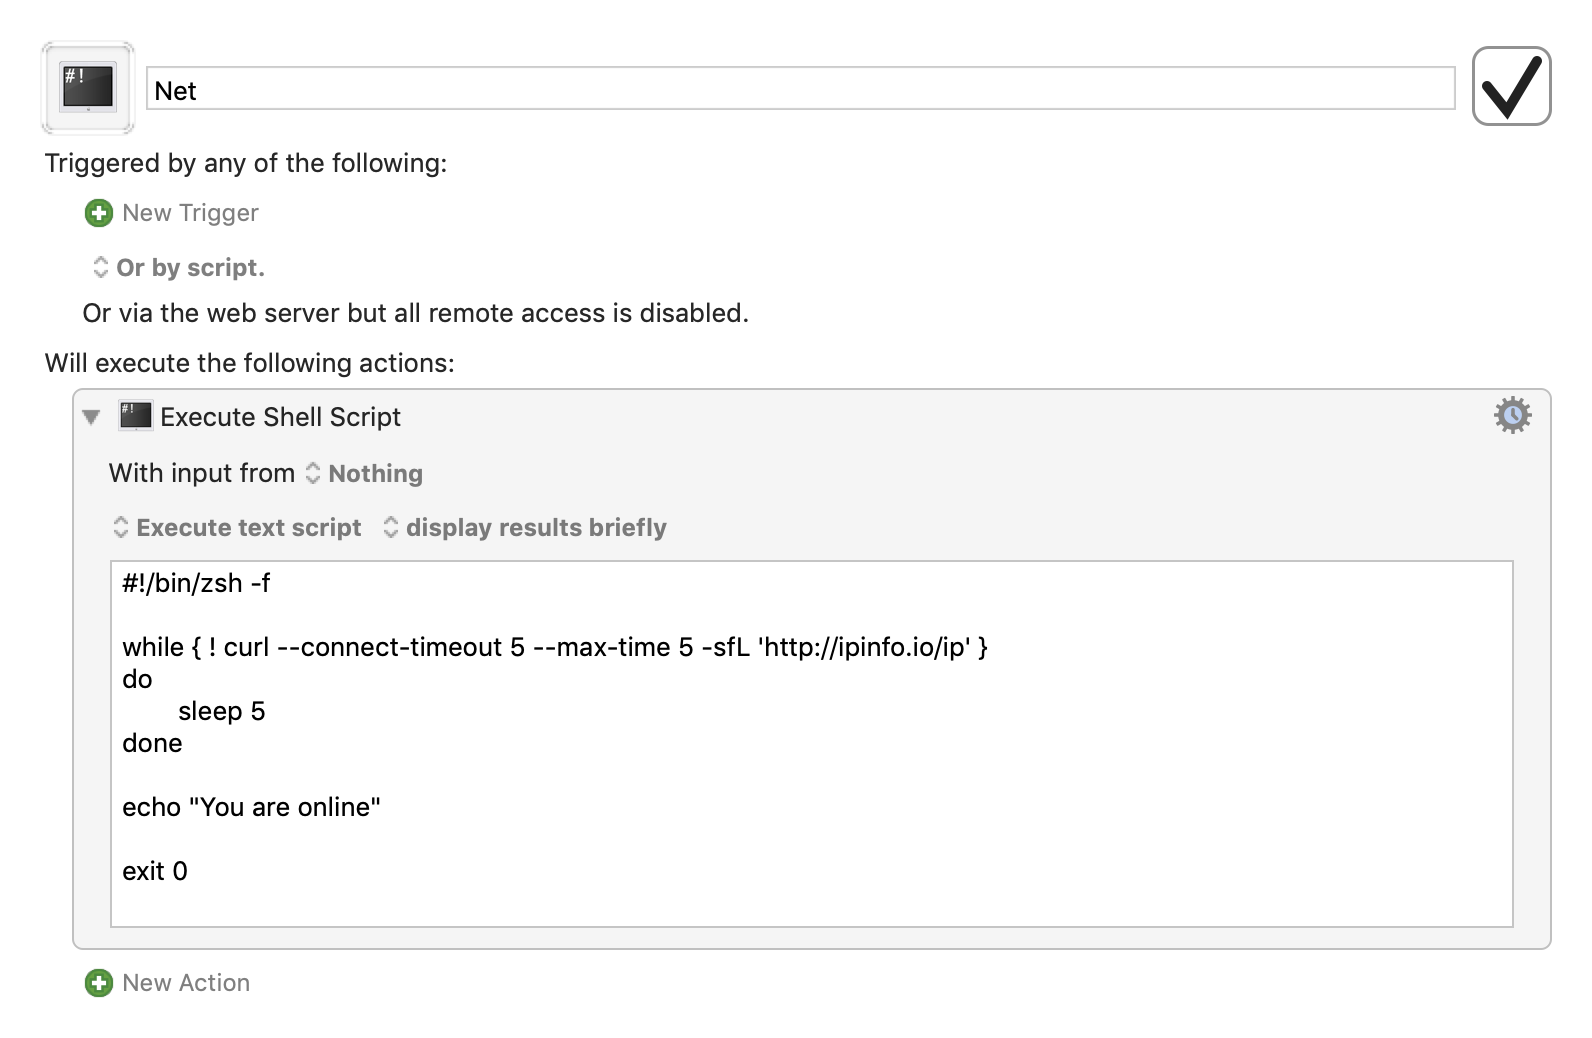 #!
Net
Triggered by any of the following:
New Trigger
Or by script.
Or via the web server but all remote access is disabled.
Will execute the following actions:
#! Execute Shell Script
With input from Nothing
Execute text script display results briefly
#!/bin/zsh -f
while { ! curl --connect-timeout 5 --max-time 5 -sfL 'http://ipinfo.io/ip' }
do
sleep 5
done
echo "You are online"
exit 0
New Action